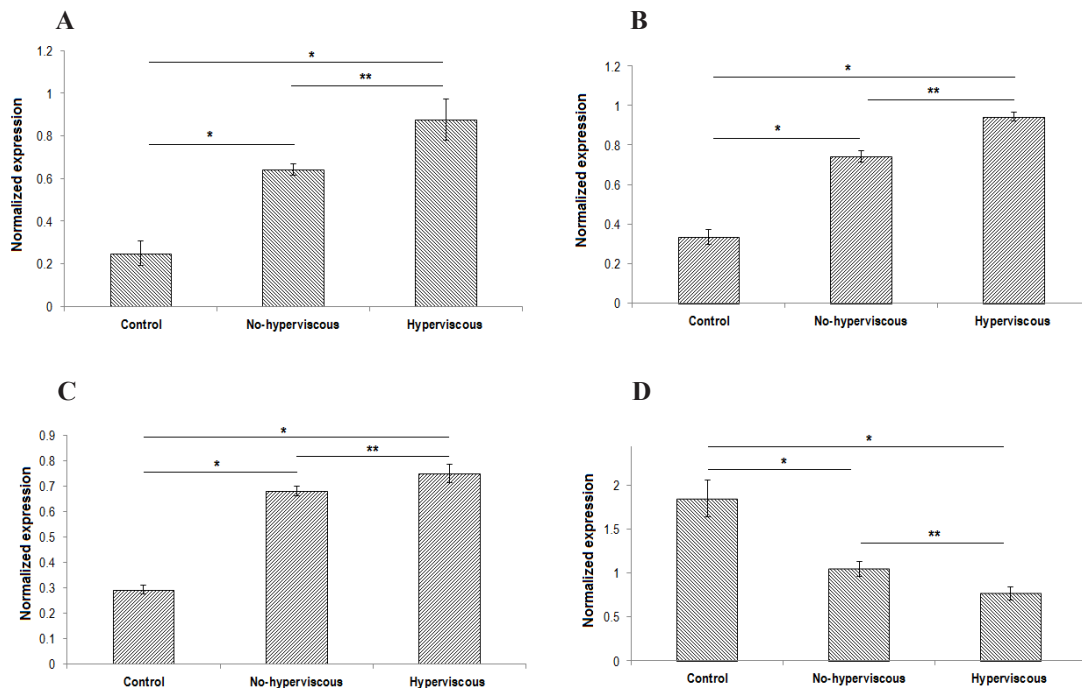 A
Normalized expression
1.2
1
0.8
0.6
0.4
0.2
0
*
**
*
Control
No-hyperviscous
Hyperviscous
B
Normalized expression
1.2
1
0.8
0.6
0.4
0.2
0
*
**
*
Control
No-hyperviscous
Hyperviscous
C
Normalized expression
0.9
0.8
0.7
0.6
0.5
0.4
0.3
0.2
0.1
0
*
**
*
Control
No-hyperviscous
Hyperviscous
D
Normalized expression
2
1.5
1
0.5
0
*
*
**
Control
No-hyperviscous
Hyperviscous